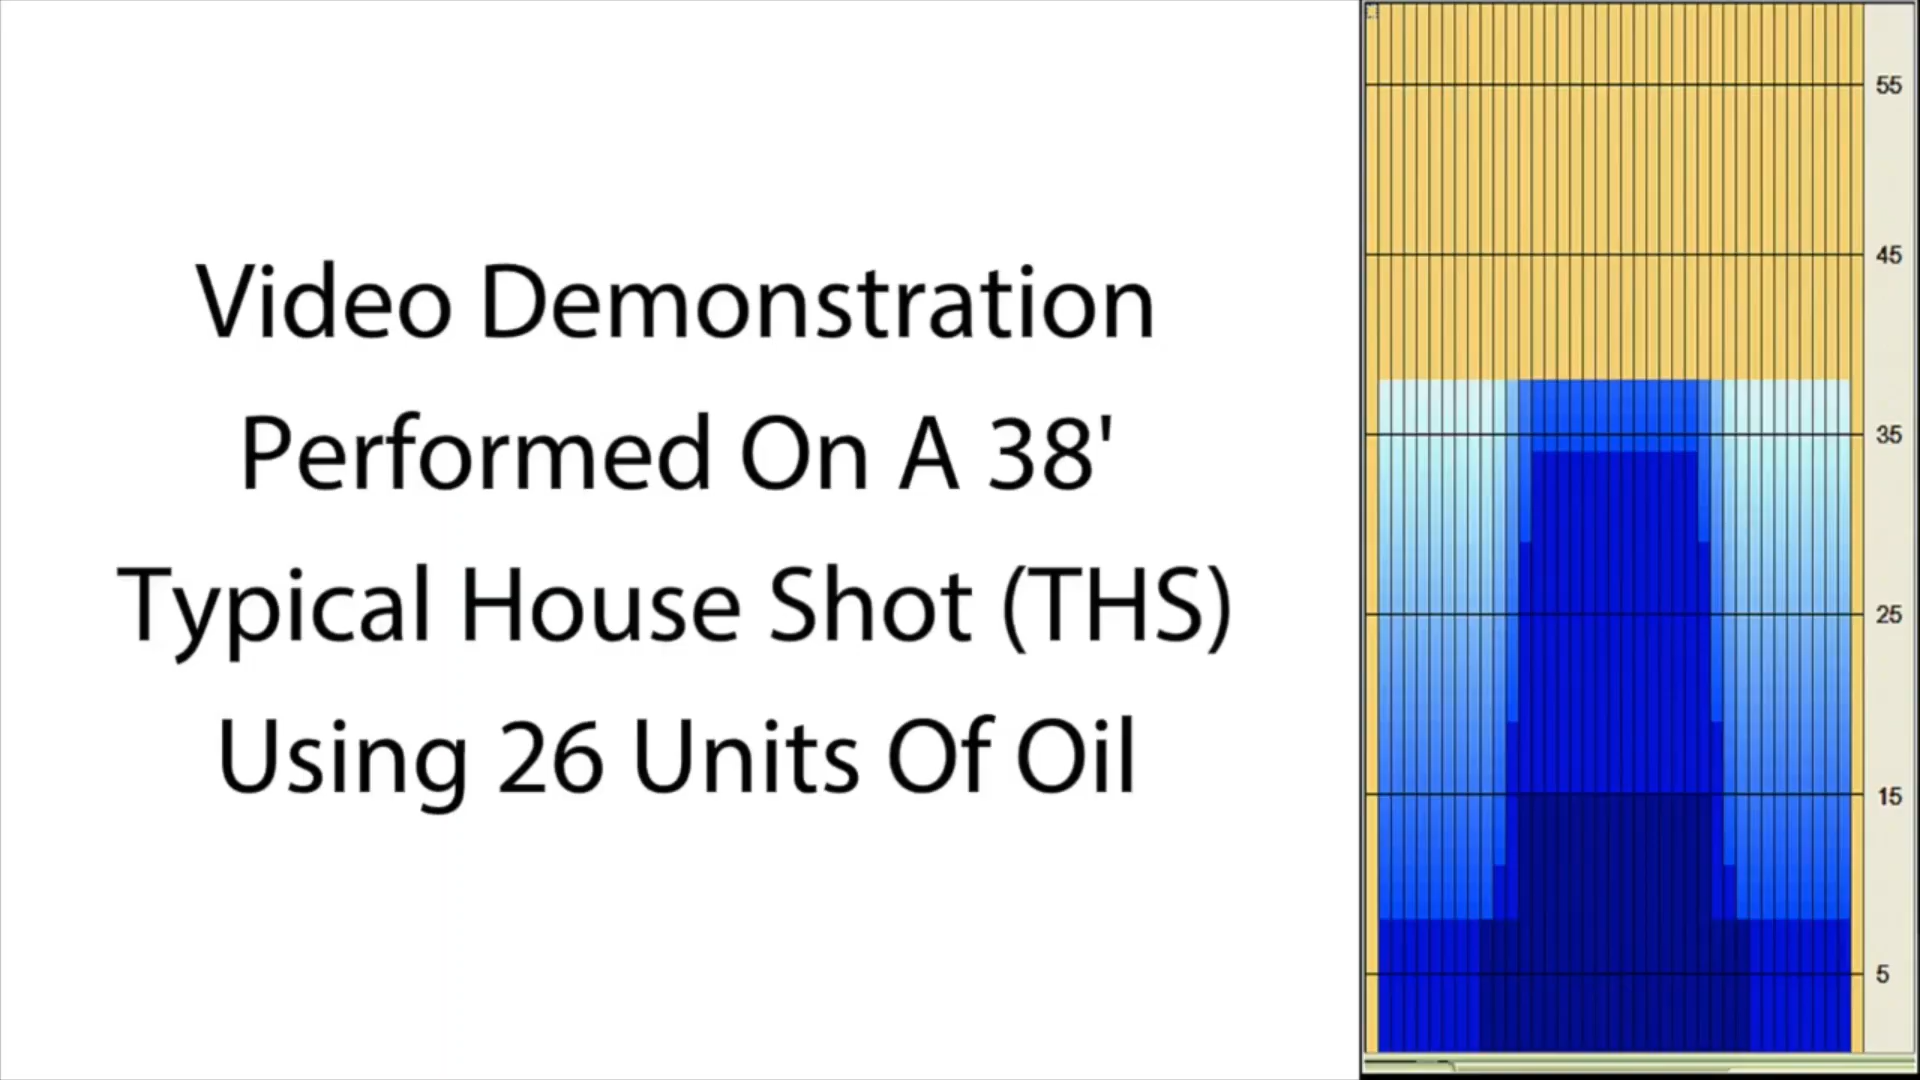 Video Demonstration
Performed On A 38'
Typical House Shot (THS)
Using 26 Units Of Oil
55
45
35
25
15
5